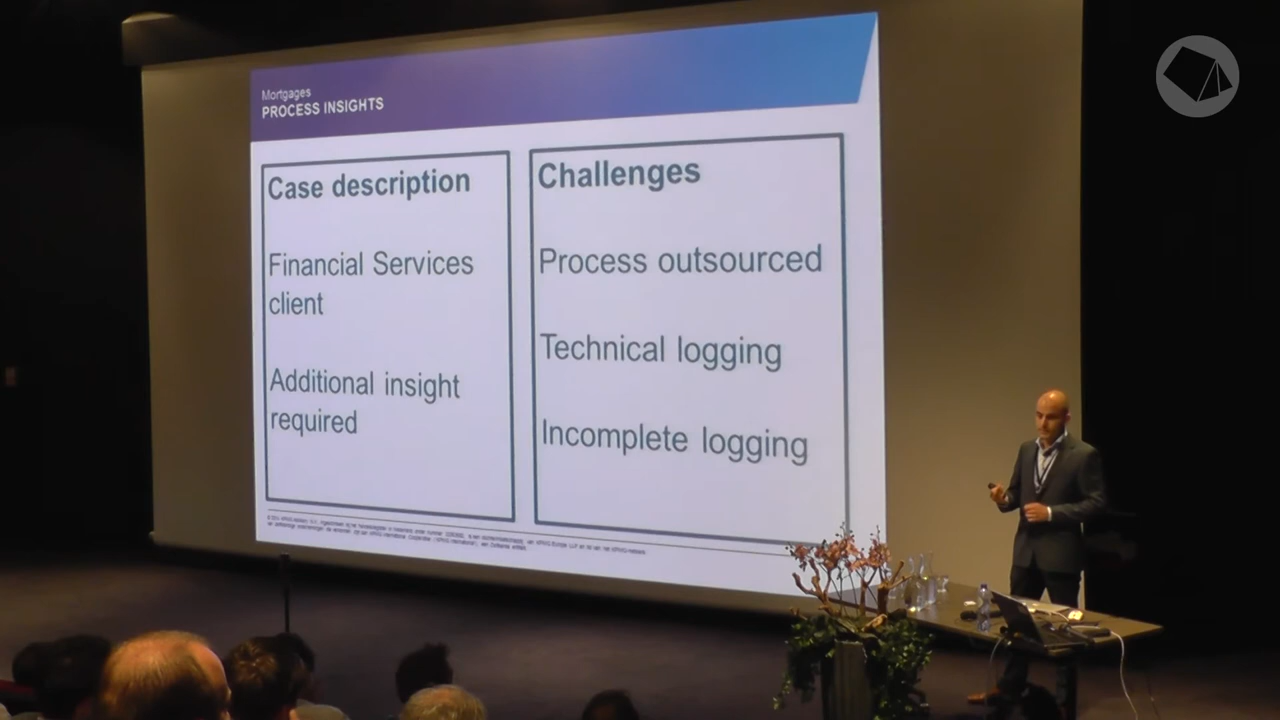 Mortgages
PROCESS INSIGHTS
Case description
Financial Services
client
Additional insight
required
Challenges
Process outsourced
Technical logging
Incomplete logging